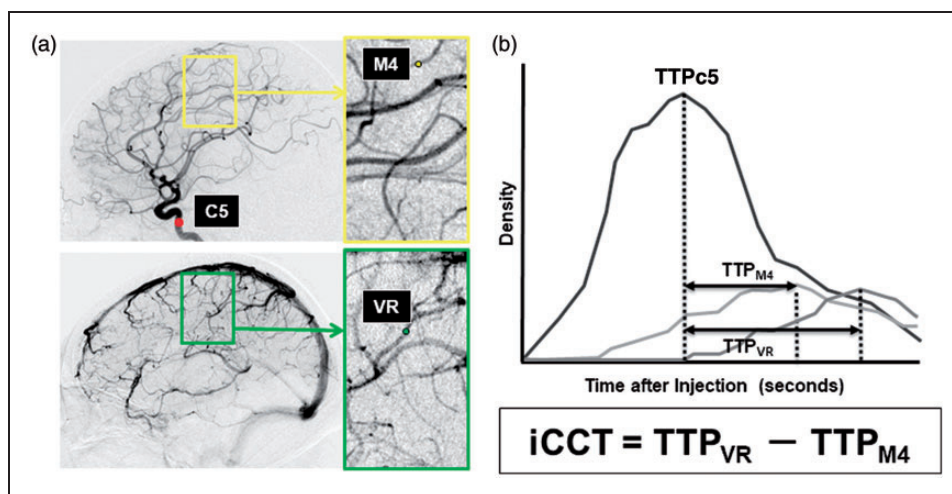 (a)
M4
C5
VR
(b)
TTPc5
Density
TTPM4
TTPVR
Time after Injection (seconds)
iCCT = TTPVR − TTPM4